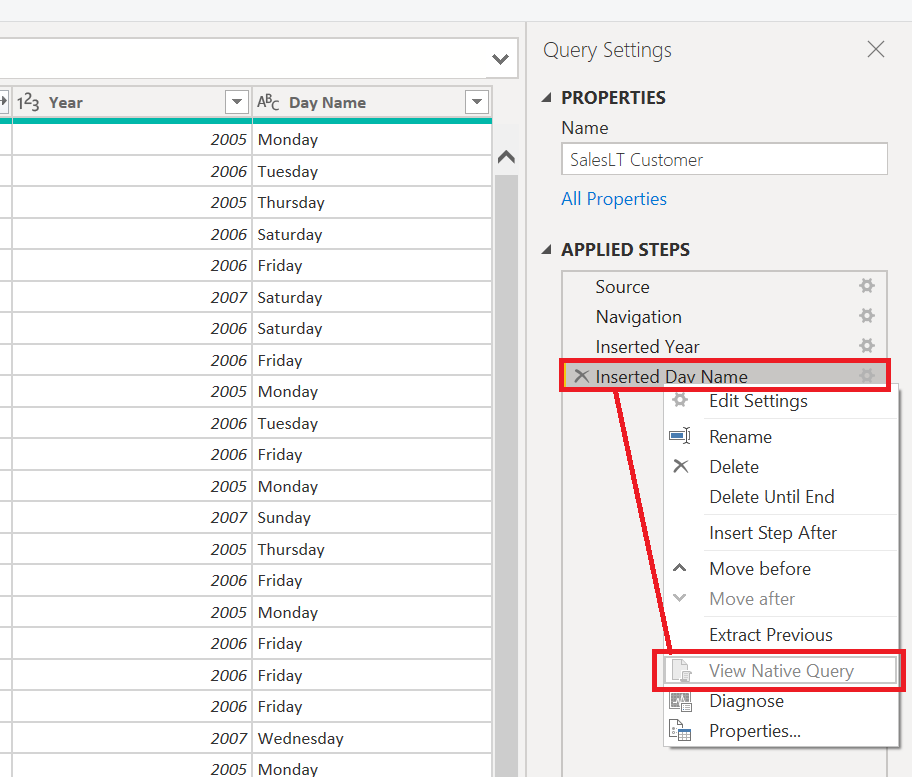 Query Settings
PROPERTIES
Name
SalesLT Customer
All Properties
APPLIED STEPS
Source
Navigation
Inserted Year
Inserted Day Name
Edit Settings
Rename
Delete
Delete Until End
Insert Step After
Move before
Move after
Extract Previous
View Native Query
Diagnose
Properties...
1²3 Year ABC Day Name
2005 Monday
2006 Tuesday
2005 Thursday
2006 Saturday
2006 Friday
2007 Saturday
2006 Saturday
2006 Friday
2005 Monday
2006 Tuesday
2006 Friday
2005 Monday
2007 Sunday
2005 Thursday
2006 Friday
2005 Monday
2006 Friday
2006 Friday
2006 Friday
2007 Wednesday
2005 Monday